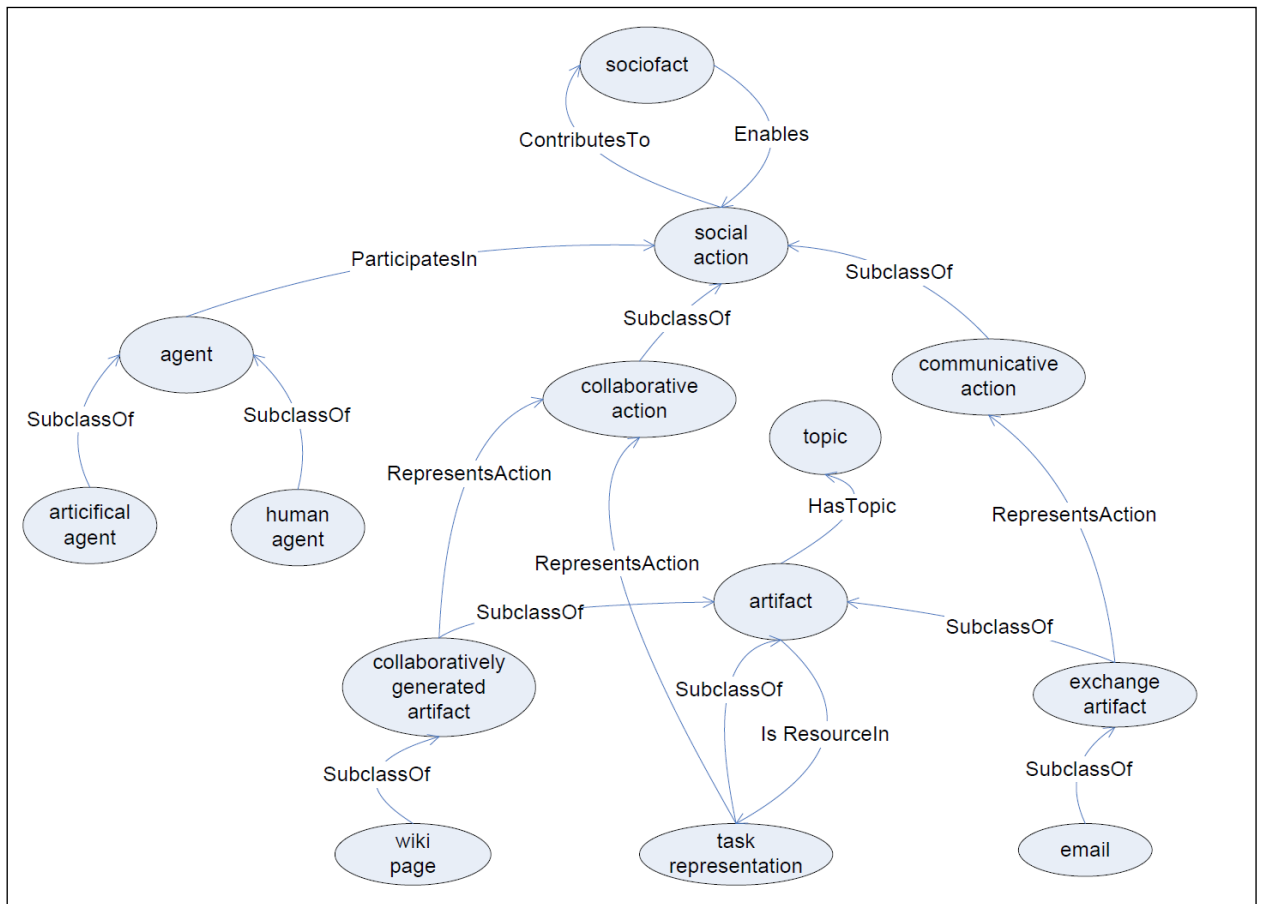 sociofact
ContributesTo
Enables
social
action
ParticipatesIn
SubclassOf
SubclassOf
agent
collaborative
action
communicative
action
SubclassOf
SubclassOf
topic
RepresentsAction
HasTopic
articifical
agent
human
agent
RepresentsAction
RepresentsAction
SubclassOf
artifact
SubclassOf
collaboratively
generated
artifact
SubclassOf
exchange
artifact
Is ResourceIn
SubclassOf
SubclassOf
wiki
page
task
representation
email